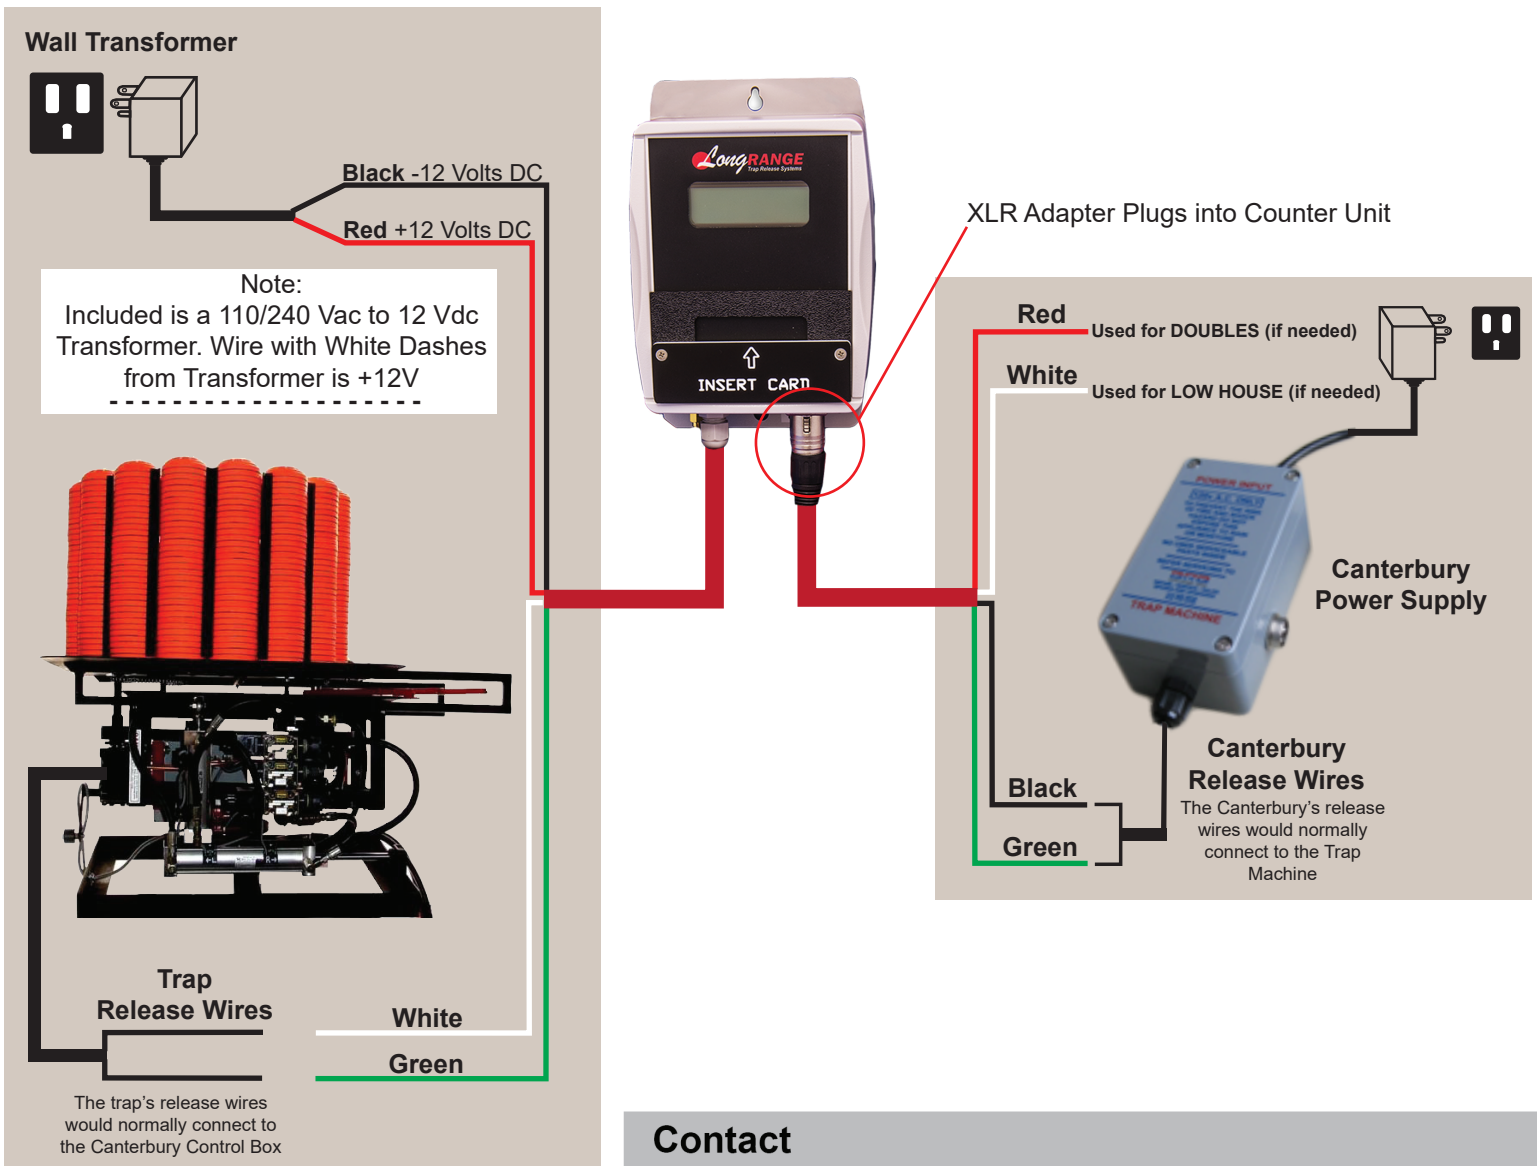 Wall Transformer
Black -12 Volts DC
Red +12 Volts DC
Note:
Included is a 110/240 Vac to 12 Vdc
Transformer. Wire with White Dashes
from Transformer is +12V
- - - - - - - - - - - - - - - - - - - -
LongRANGE
Trap Release Systems
INSERT CARD
XLR Adapter Plugs into Counter Unit
Red
Used for DOUBLES (if needed)
White
Used for LOW HOUSE (if needed)
POWER INPUT
TRAP MACHINE
Canterbury
Power Supply
Canterbury
Release Wires
The Canterbury's release
wires would normally
connect to the Trap
Machine
Black
Green
Trap
Release Wires
White
Green
The trap's release wires
would normally connect to
the Canterbury Control Box
Contact